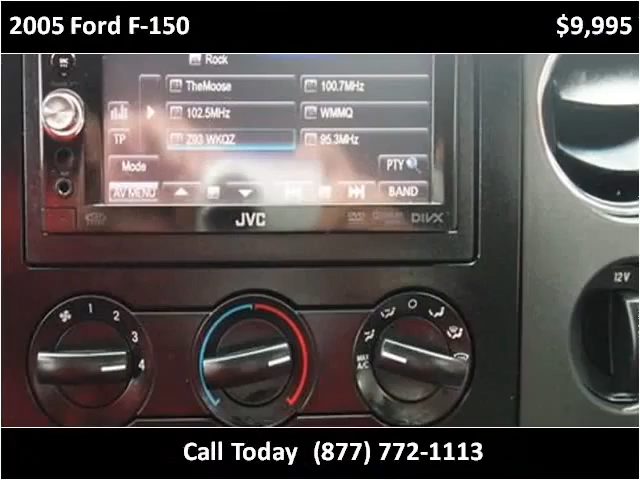 2005 Ford F-150 $9,995
Rock
TheMoose 100.7MHz
102.5MHz WMMQ
TP Z93 WKQZ 95.3MHz
Mode PTY
AV MENU BAND
JVC DIVX
12V
1 2 3 4
MAX A/C
Call Today (877) 772-1113